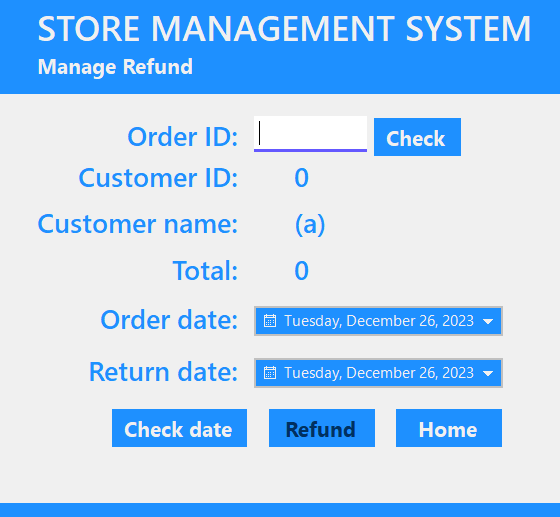 STORE MANAGEMENT SYSTEM
Manage Refund
Order ID: Check
Customer ID: 0
Customer name: (a)
Total: 0
Order date: Tuesday, December 26, 2023
Return date: Tuesday, December 26, 2023
Check date Refund Home